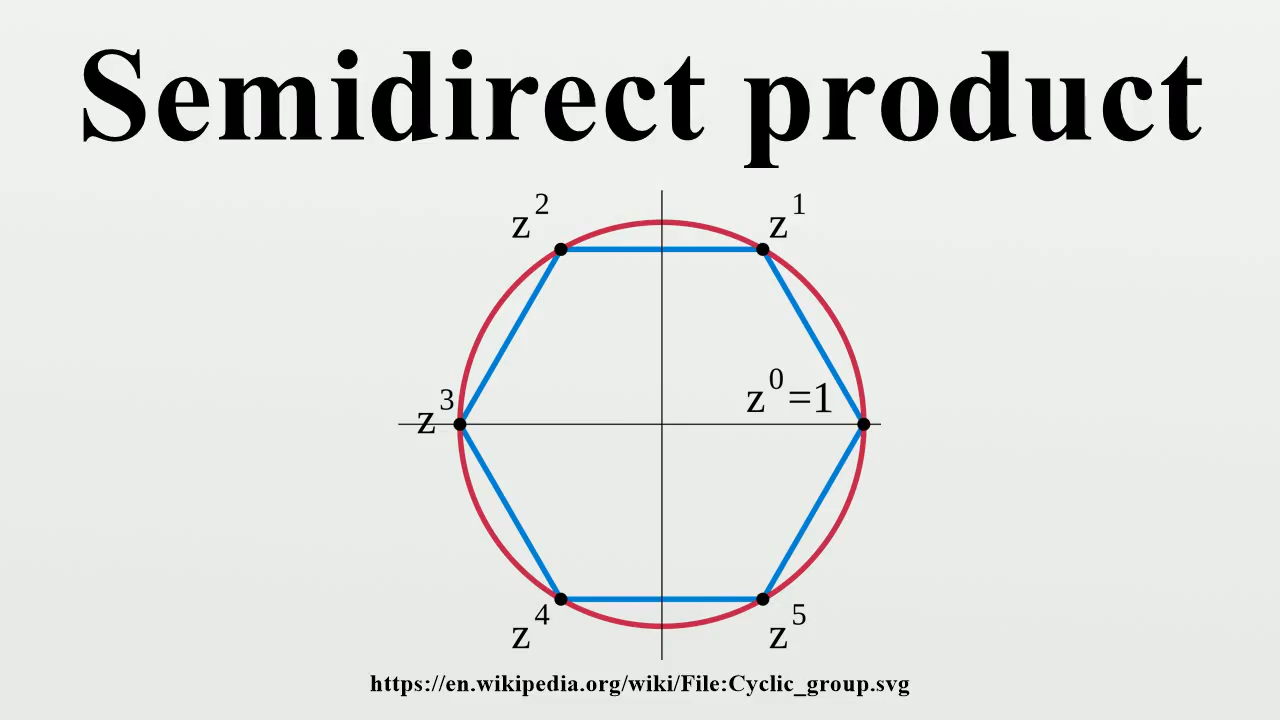 Semidirect product
z² z¹
z³ z⁰=1
z⁴ z⁵
https://en.wikipedia.org/wiki/File:Cyclic_group.svg